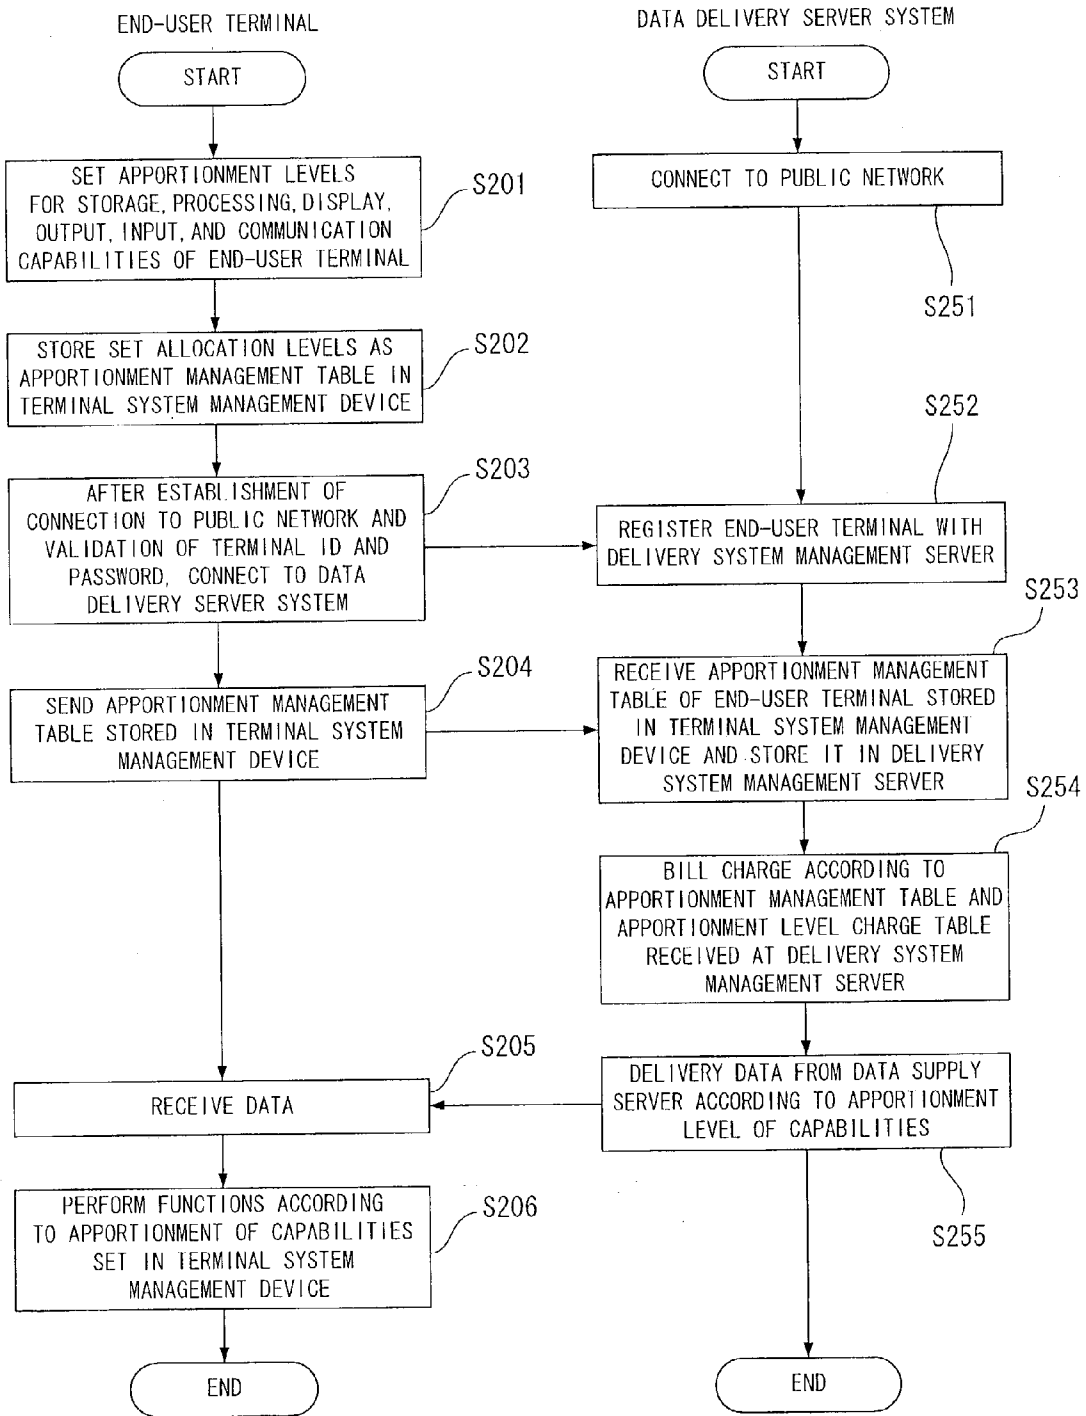 END-USER TERMINAL
START
SET APPORTIONMENT LEVELS
FOR STORAGE, PROCESSING, DISPLAY,
OUTPUT, INPUT, AND COMMUNICATION
CAPABILITIES OF END-USER TERMINAL
S201
STORE SET ALLOCATION LEVELS AS
APPORTIONMENT MANAGEMENT TABLE IN
TERMINAL SYSTEM MANAGEMENT DEVICE
S202
AFTER ESTABLISHMENT OF
CONNECTION TO PUBLIC NETWORK AND
VALIDATION OF TERMINAL ID AND
PASSWORD, CONNECT TO DATA
DELIVERY SERVER SYSTEM
S203
SEND APPORTIONMENT MANAGEMENT
TABLE STORED IN TERMINAL SYSTEM
MANAGEMENT DEVICE
S204
RECEIVE DATA
S205
PERFORM FUNCTIONS ACCORDING
TO APPORTIONMENT OF CAPABILITIES
SET IN TERMINAL SYSTEM
MANAGEMENT DEVICE
S206
END
DATA DELIVERY SERVER SYSTEM
START
CONNECT TO PUBLIC NETWORK
S251
S252
REGISTER END-USER TERMINAL WITH
DELIVERY SYSTEM MANAGEMENT SERVER
S253
RECEIVE APPORTIONMENT MANAGEMENT
TABLE OF END-USER TERMINAL STORED
IN TERMINAL SYSTEM MANAGEMENT
DEVICE AND STORE IT IN DELIVERY
SYSTEM MANAGEMENT SERVER
S254
BILL CHARGE ACCORDING TO
APPORTIONMENT MANAGEMENT TABLE AND
APPORTIONMENT LEVEL CHARGE TABLE
RECEIVED AT DELIVERY SYSTEM
MANAGEMENT SERVER
DELIVERY DATA FROM DATA SUPPLY
SERVER ACCORDING TO APPORTIONMENT
LEVEL OF CAPABILITIES
S255
END